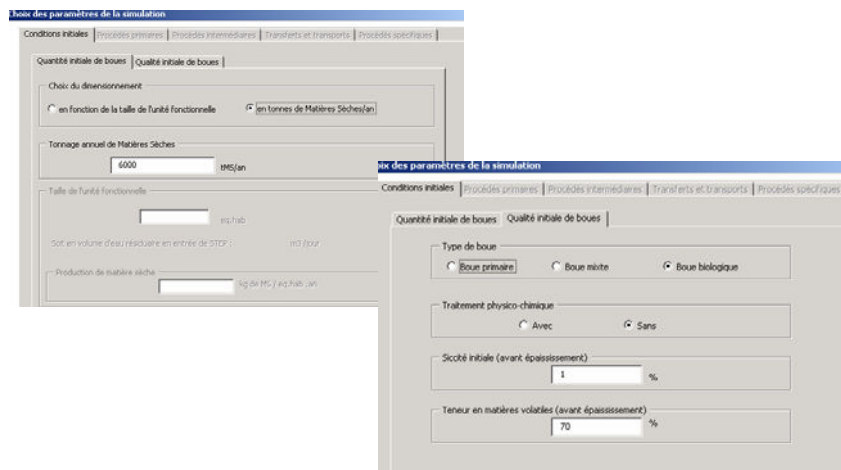 Choix des paramètres de la simulation
Conditions initiales Procédés primaires Procédés intermédiaires Transferts et transports Procédés spécifiques
Quantité initiale de boues Qualité initiale de boues
Choix du dimensionnement
en fonction de la taille de l'unité fonctionnelle en tonnes de Matières Sèches/an
Tonnage annuel de Matières Sèches
6000 tMS/an
Taille de l'unité fonctionnelle
eq.hab
Soit en volume d'eau résiduaire en entrée de STEP : m3 /jour
Production de matière sèche
kg de MS / eq.hab .an
ix des paramètres de la simulation
Conditions initiales Procédés primaires Procédés intermédiaires Transferts et transports Procédés spécifiques
Quantité initiale de boues Qualité initiale de boues
Type de boue
Boue primaire Boue mixte Boue biologique
Traitement physico-chimique
Avec Sans
Siccité initiale (avant épaississement)
1 %
Teneur en matières volatiles (avant épaississement)
70 %